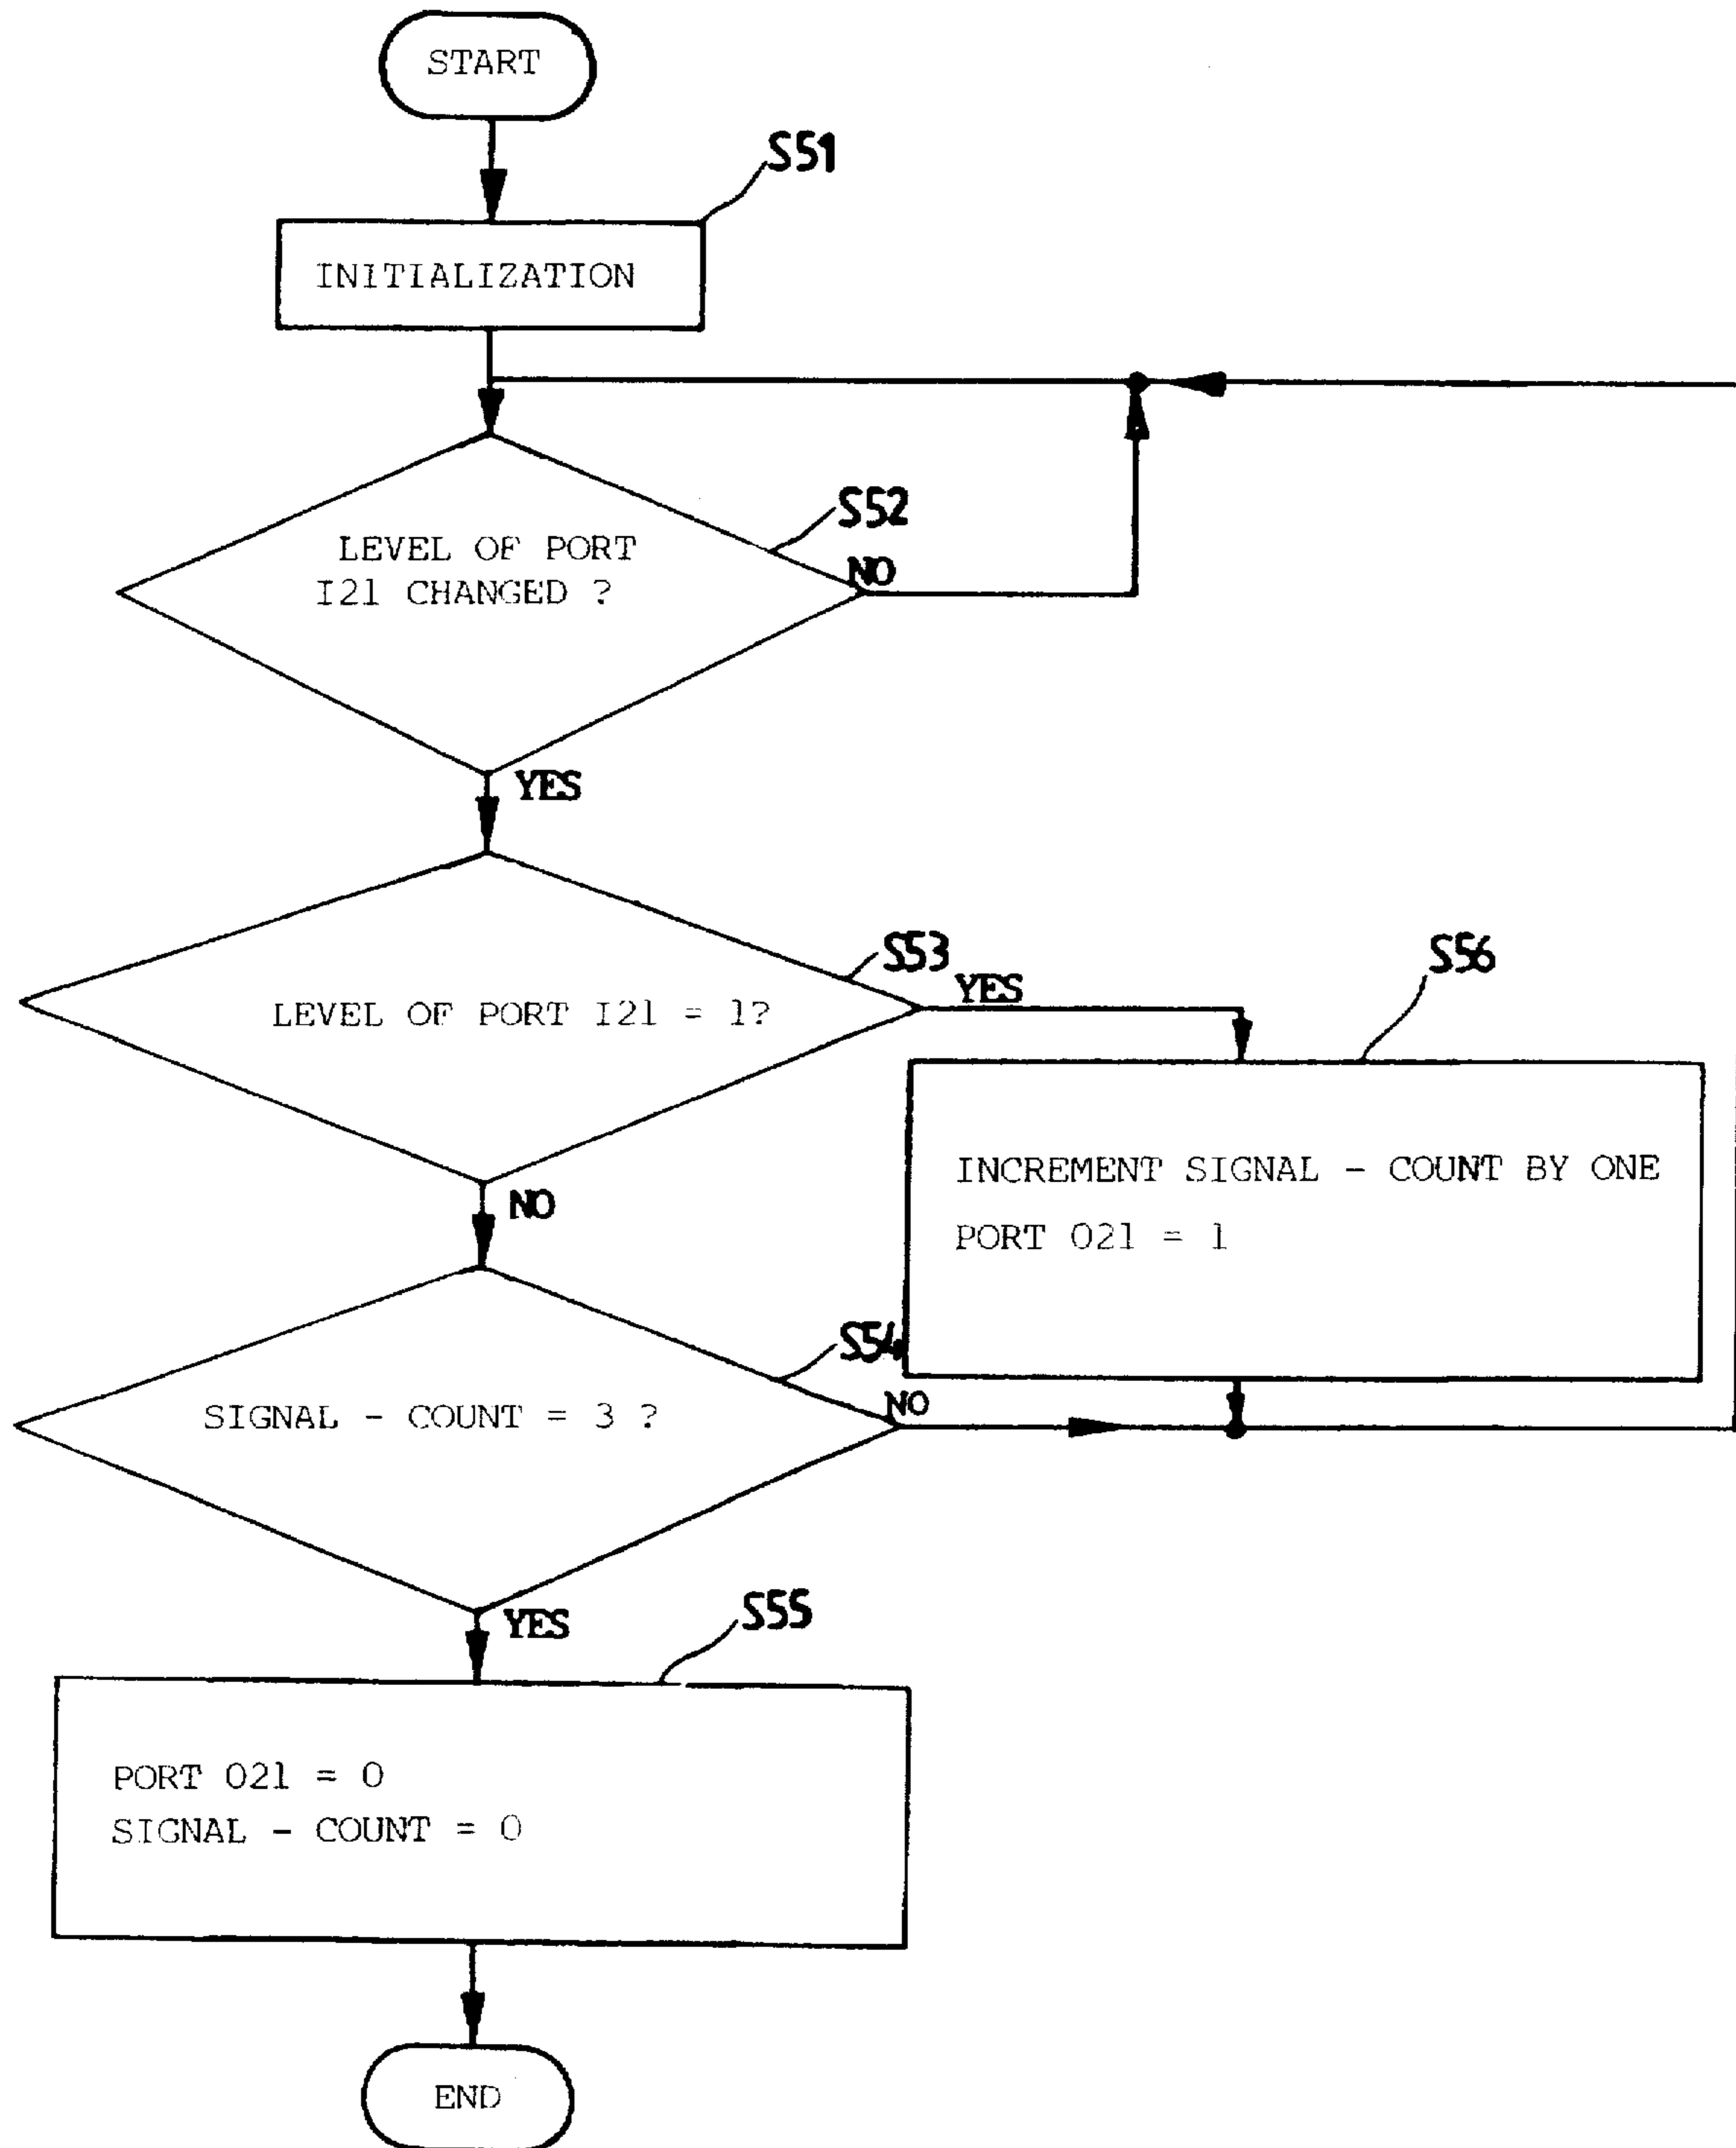 START
S51
INITIALIZATION
S52
LEVEL OF PORT
I21 CHANGED ?
NO
YES
S53
LEVEL OF PORT I21 = 1?
YES
S56
INCREMENT SIGNAL - COUNT BY ONE
PORT O21 = 1
NO
S54
SIGNAL - COUNT = 3 ?
NO
YES
S55
PORT O21 = 0
SIGNAL - COUNT = 0
END